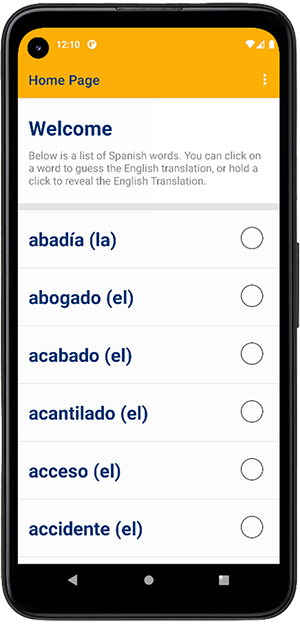 12:10
Home Page
Welcome
Below is a list of Spanish words. You can click on
a word to guess the English translation, or hold a
click to reveal the English Translation.
abadía (la)
abogado (el)
acabado (el)
acantilado (el)
acceso (el)
accidente (el)